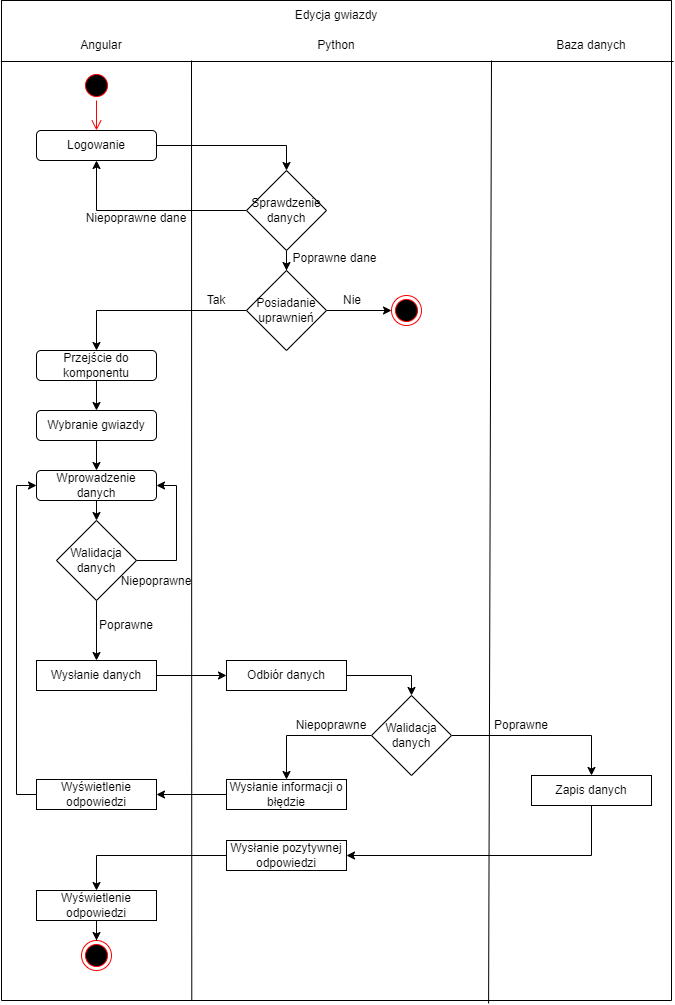 Edycja gwiazdy
Angular
Python
Baza danych
Logowanie
Sprawdzenie
danych
Niepoprawne dane
Poprawne dane
Tak
Posiadanie
uprawnień
Nie
Przejście do
komponentu
Wybranie gwiazdy
Wprowadzenie
danych
Walidacja
danych
Niepoprawne
Poprawne
Wysłanie danych
Odbiór danych
Niepoprawne
Walidacja
danych
Poprawne
Wyświetlenie
odpowiedzi
Wysłanie informacji o
błędzie
Zapis danych
Wysłanie pozytywnej
odpowiedzi
Wyświetlenie
odpowiedzi